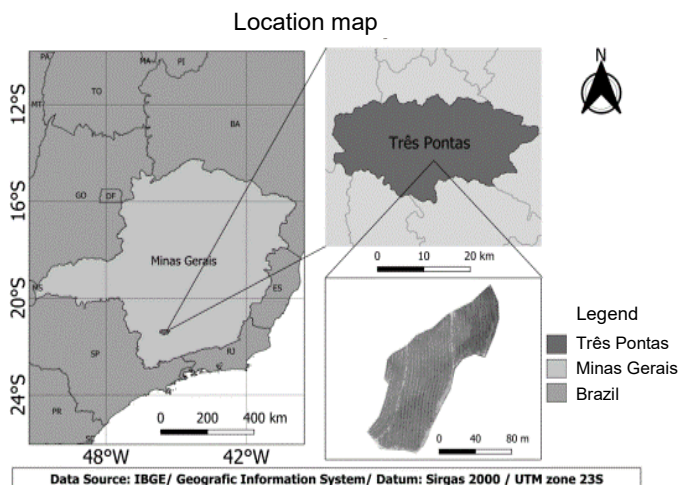 Location map
N
PA
MA
PI
TO
MT
BA
GO
DF
Minas Gerais
MS
ES
SP
RJ
PR
SC
12°S
16°S
20°S
24°S
48°W
42°W
0 200 400 km
Três Pontas
0 10 20 km
0 40 80 m
Legend
Três Pontas
Minas Gerais
Brazil
Data Source: IBGE/ Geografic Information System/ Datum: Sirgas 2000 / UTM zone 23S